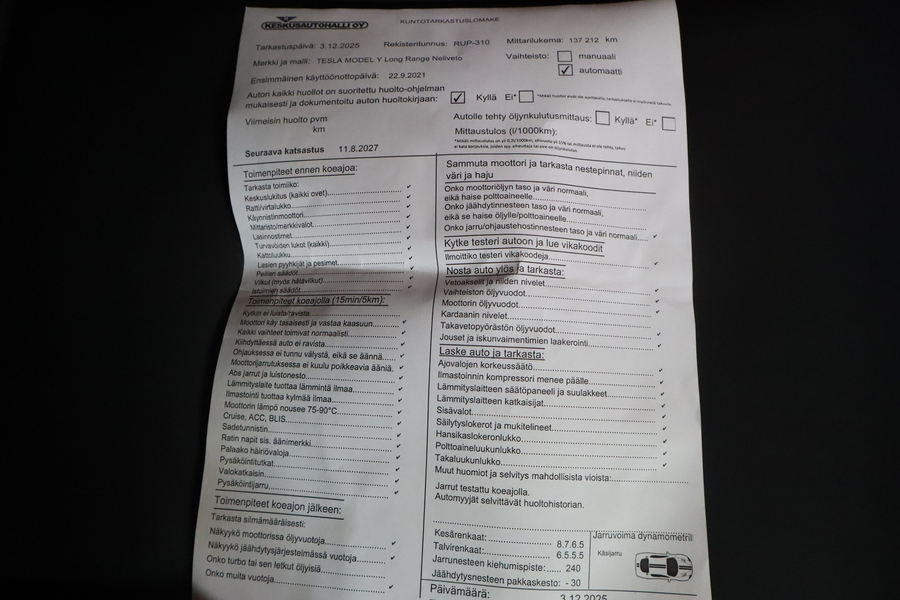 KESKUSAUTOHALLI OY
KUNTOTARKASTUSLOMAKE
Tarkastuspäivä: 3.12.2025 Rekisteritunnus: RUP-310 Mittarilukema: 137 212 km
Merkki ja malli: TESLA MODEL Y Long Range Neliveto Vaihteisto: manuaali
automaatti
Ensimmäinen käyttöönottopäivä: 22.9.2021
Auton kaikki huollot on suoritettu huolto-ohjelman
mukaisesti ja dokumentoitu auton huoltokirjaan: Kyllä Ei*
Viimeisin huolto pvm
km
Autolle tehty öljynkulutusmittaus: Kyllä* Ei*
Mittaustulos (l/1000km):
Seuraava katsastus 11.8.2027
Toimenpiteet ennen koeajoa:
Tarkasta toimiiko:
Keskuslukitus (kaikki ovet)
Ratti/virtalukko
Käynnistinmoottori
Mittaristo/merkkivalot
Lasinnostimet
Turvavöiden lukot (kaikki)
Kattoluukku
Lasien pyyhkijät ja pesimet
Peilien säädöt
Vilkut (myös hätävilkut)
Istuimien säädöt
Toimenpiteet koeajolla (15min/5km):
Kytkin ei luista/ravista
Moottori käy tasaisesti ja vastaa kaasuun
Kaikki vaihteet toimivat normaalisti
Kiihdyttäessä auto ei ravista
Ohjauksessa ei tunnu välystä, eikä se äännä
Moottorijarrutuksessa ei kuulu poikkeavia ääniä
Abs jarrut ja luistonesto
Lämmityslaite tuottaa lämmintä ilmaa
Ilmastointi tuottaa kylmää ilmaa
Moottorin lämpö nousee 75-90°C
Cruise, ACC, BLIS
Sadetunnistin
Ratin napit sis. äänimerkki
Palaako häiriövaloja
Pysäköintitutkat
Valokatkaisin
Pysäköintijarru
Toimenpiteet koeajon jälkeen:
Tarkasta silmämääräisesti:
Näkyykö moottorissa öljyvuotoja
Näkyykö jäähdytysjärjestelmässä vuotoja
Onko turbo tai sen letkut öljyisiä
Onko muita vuotoja
Sammuta moottori ja tarkasta nestepinnat, niiden
väri ja haju
Onko moottoriöljyn taso ja väri normaali,
eikä haise polttoaineelle
Onko jäähdytinnesteen taso ja väri normaali,
eikä se haise öljylle/polttoaineelle
Onko jarru/ohjaustehostinnesteen taso ja väri normaali
Kytke testeri autoon ja lue vikakoodit
Ilmoittiko testeri vikakoodeja
Nosta auto ylös ja tarkasta:
Vetoakselit ja niiden nivelet
Vaihteiston öljyvuodot
Moottorin öljyvuodot
Kardaanin nivelet
Takavetopyörästön öljyvuodot
Jouset ja iskunvaimentimien laakerointi
Laske auto ja tarkasta:
Ajovalojen korkeussäätö
Ilmastoinnin kompressori menee päälle
Lämmityslaitteen säätöpaneeli ja suulakkeet
Lämmityslaitteen katkaisijat
Sisävalot
Säilytyslokerot ja mukitelineet
Hansikaslokeronlukko
Polttoaineluukunlukko
Takaluukunlukko
Muut huomiot ja selvitys mahdollisista vioista:
Jarrut testattu koeajolla.
Automyyjät selvittävät huoltohistorian.
Kesärenkaat: 8.7.6.5
Talvirenkaat: 6.5.5.5
Jarrunesteen kiehumispiste: 240
Jäähdytysnesteen pakkaskesto: - 30
Jarruvoima dynamometrill
Käsijarru
Päivämäärä: 3.12.2025